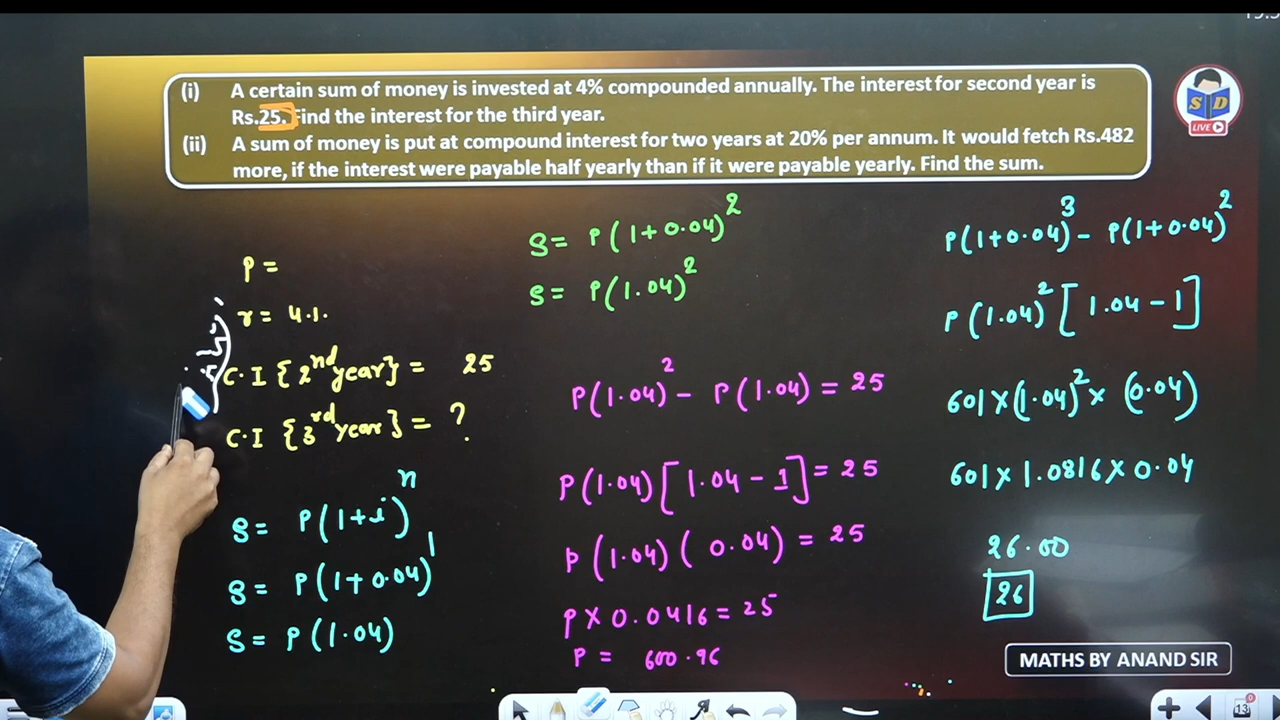 (i) A certain sum of money is invested at 4% compounded annually. The interest for second year is
Rs.25. Find the interest for the third year.
(ii) A sum of money is put at compound interest for two years at 20% per annum. It would fetch Rs.482
more, if the interest were payable half yearly than if it were payable yearly. Find the sum.
S D
LIVE
P =
r = 4.1.
C.I {2nd year} = 25
C.I {3rd year} = ?
S = P(1+i)^n
S = P(1+0.04)^1
S = P(1.04)
S = P(1+0.04)^2
S = P(1.04)^2
P(1.04)^2 - P(1.04) = 25
P(1.04)[1.04 - 1] = 25
P(1.04)(0.04) = 25
P × 0.0416 = 25
P = 600.96
P(1+0.04)^3 - P(1+0.04)^2
P(1.04)^2 [1.04 - 1]
601 × (1.04)^2 × (0.04)
601 × 1.0816 × 0.04
26.00
26
MATHS BY ANAND SIR
13